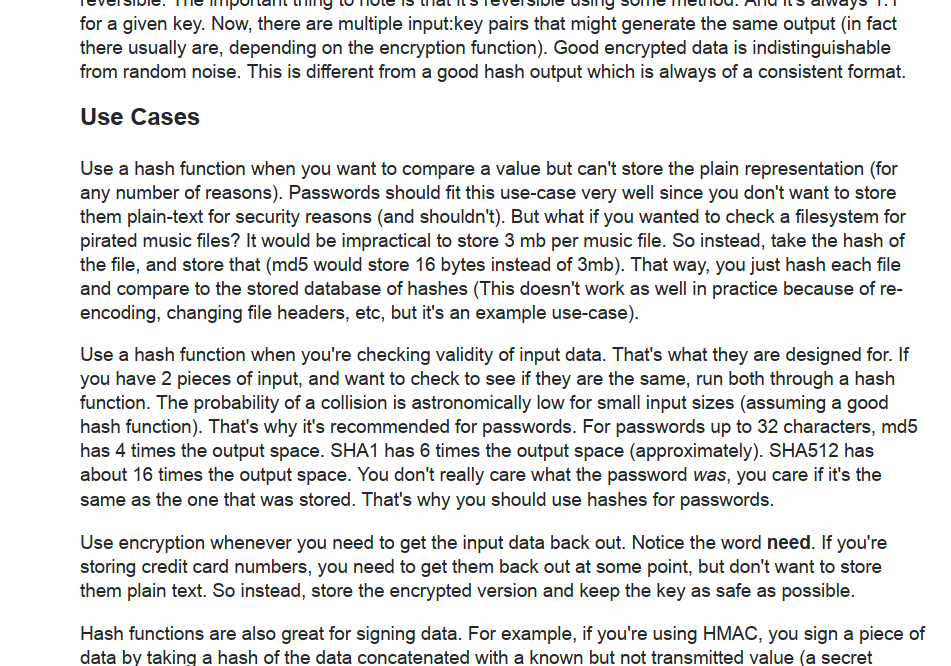 reversible. The important thing to note is that it's reversible using some method. And it's always 1:1
for a given key. Now, there are multiple input:key pairs that might generate the same output (in fact
there usually are, depending on the encryption function). Good encrypted data is indistinguishable
from random noise. This is different from a good hash output which is always of a consistent format.
Use Cases
Use a hash function when you want to compare a value but can't store the plain representation (for
any number of reasons). Passwords should fit this use-case very well since you don't want to store
them plain-text for security reasons (and shouldn't). But what if you wanted to check a filesystem for
pirated music files? It would be impractical to store 3 mb per music file. So instead, take the hash of
the file, and store that (md5 would store 16 bytes instead of 3mb). That way, you just hash each file
and compare to the stored database of hashes (This doesn't work as well in practice because of re-
encoding, changing file headers, etc, but it's an example use-case).
Use a hash function when you're checking validity of input data. That's what they are designed for. If
you have 2 pieces of input, and want to check to see if they are the same, run both through a hash
function. The probability of a collision is astronomically low for small input sizes (assuming a good
hash function). That's why it's recommended for passwords. For passwords up to 32 characters, md5
has 4 times the output space. SHA1 has 6 times the output space (approximately). SHA512 has
about 16 times the output space. You don't really care what the password was, you care if it's the
same as the one that was stored. That's why you should use hashes for passwords.
Use encryption whenever you need to get the input data back out. Notice the word need. If you're
storing credit card numbers, you need to get them back out at some point, but don't want to store
them plain text. So instead, store the encrypted version and keep the key as safe as possible.
Hash functions are also great for signing data. For example, if you're using HMAC, you sign a piece of
data by taking a hash of the data concatenated with a known but not transmitted value (a secret